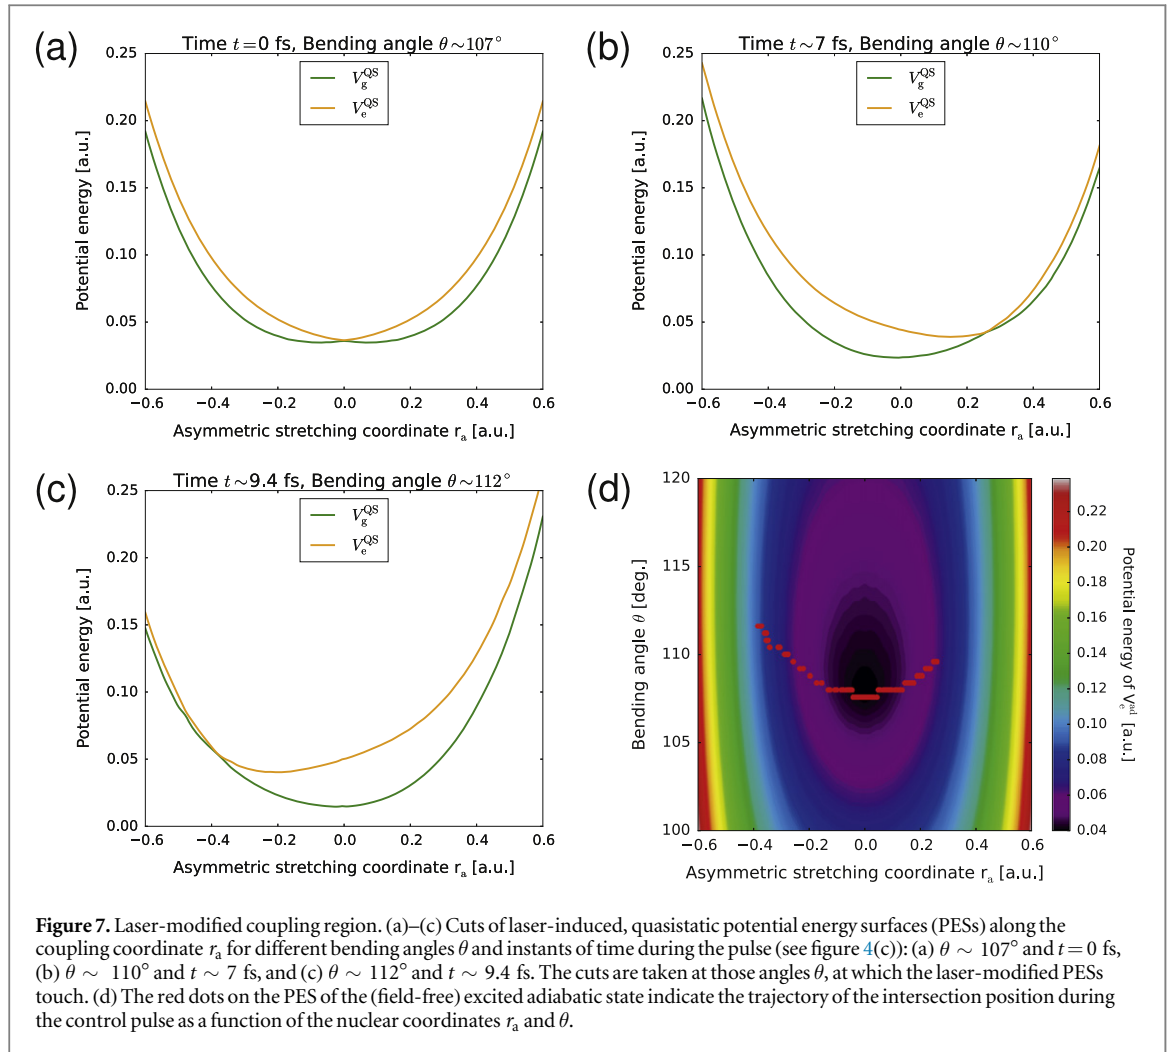 (a)
Time t=0 fs, Bending angle θ∼107°
V_g^QS
V_e^QS
Potential energy [a.u.]
0.25
0.20
0.15
0.10
0.05
0.00
−0.6 −0.4 −0.2 0.0 0.2 0.4 0.6
Asymmetric stretching coordinate r_a [a.u.]
(b)
Time t∼7 fs, Bending angle θ∼110°
V_g^QS
V_e^QS
Potential energy [a.u.]
0.25
0.20
0.15
0.10
0.05
0.00
−0.6 −0.4 −0.2 0.0 0.2 0.4 0.6
Asymmetric stretching coordinate r_a [a.u.]
(c)
Time t∼9.4 fs, Bending angle θ∼112°
V_g^QS
V_e^QS
Potential energy [a.u.]
0.25
0.20
0.15
0.10
0.05
0.00
−0.6 −0.4 −0.2 0.0 0.2 0.4 0.6
Asymmetric stretching coordinate r_a [a.u.]
(d)
Bending angle θ [deg.]
120
115
110
105
100
−0.6 −0.4 −0.2 0.0 0.2 0.4 0.6
Asymmetric stretching coordinate r_a [a.u.]
0.22
0.20
0.18
0.16
0.14
0.12
0.10
0.08
0.06
0.04
Potential energy of V_e^ad [a.u.]
Figure 7. Laser-modified coupling region. (a)–(c) Cuts of laser-induced, quasistatic potential energy surfaces (PESs) along the
coupling coordinate r_a for different bending angles θ and instants of time during the pulse (see figure 4(c)): (a) θ ∼ 107° and t=0 fs,
(b) θ ∼ 110° and t ∼ 7 fs, and (c) θ ∼ 112° and t ∼ 9.4 fs. The cuts are taken at those angles θ, at which the laser-modified PESs
touch. (d) The red dots on the PES of the (field-free) excited adiabatic state indicate the trajectory of the intersection position during
the control pulse as a function of the nuclear coordinates r_a and θ.